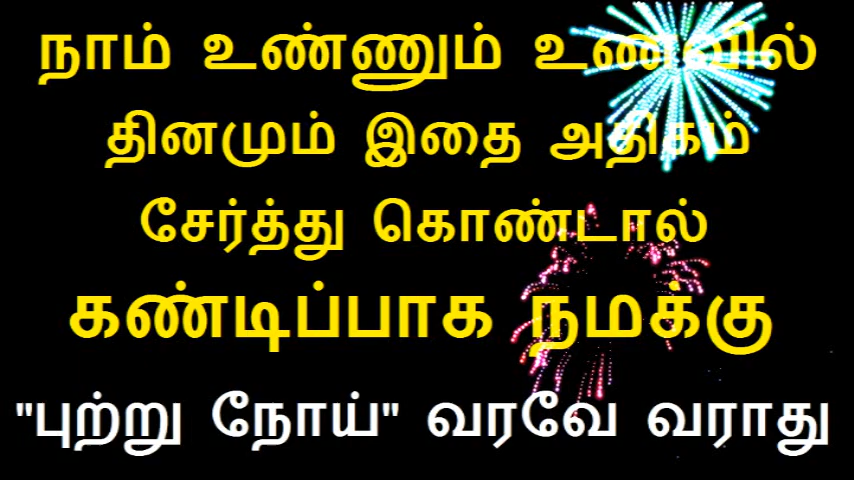 நாம் உண்ணும் உணவில்
தினமும் இதை அதிகம்
சேர்த்து கொண்டால்
கண்டிப்பாக நமக்கு
"புற்று நோய்" வரவே வராது